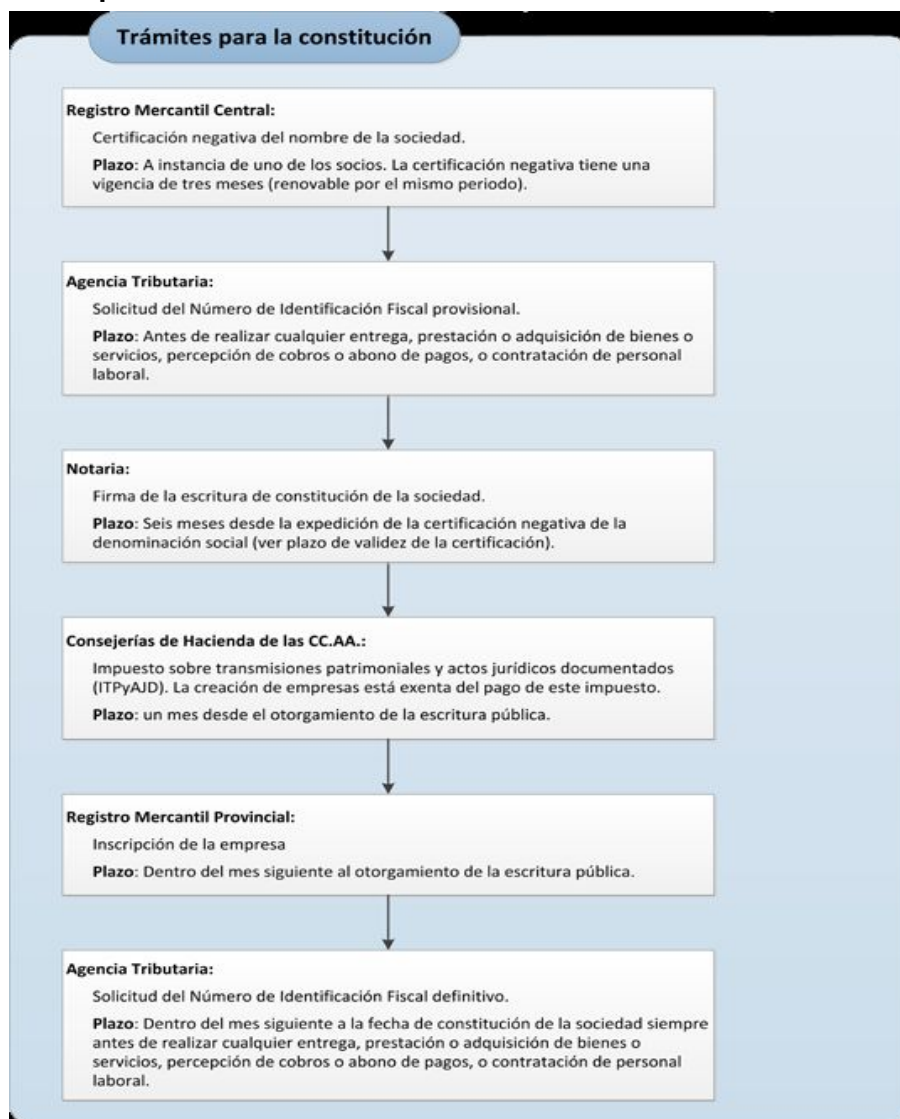 Trámites para la constitución
Registro Mercantil Central:
Certificación negativa del nombre de la sociedad.
Plazo: A instancia de uno de los socios. La certificación negativa tiene una
vigencia de tres meses (renovable por el mismo periodo).
Agencia Tributaria:
Solicitud del Número de Identificación Fiscal provisional.
Plazo: Antes de realizar cualquier entrega, prestación o adquisición de bienes o
servicios, percepción de cobros o abono de pagos, o contratación de personal
laboral.
Notaria:
Firma de la escritura de constitución de la sociedad.
Plazo: Seis meses desde la expedición de la certificación negativa de la
denominación social (ver plazo de validez de la certificación).
Consejerías de Hacienda de las CC.AA.:
Impuesto sobre transmisiones patrimoniales y actos jurídicos documentados
(ITPyAJD). La creación de empresas está exenta del pago de este impuesto.
Plazo: un mes desde el otorgamiento de la escritura pública.
Registro Mercantil Provincial:
Inscripción de la empresa
Plazo: Dentro del mes siguiente al otorgamiento de la escritura pública.
Agencia Tributaria:
Solicitud del Número de Identificación Fiscal definitivo.
Plazo: Dentro del mes siguiente a la fecha de constitución de la sociedad siempre
antes de realizar cualquier entrega, prestación o adquisición de bienes o
servicios, percepción de cobros o abono de pagos, o contratación de personal
laboral.